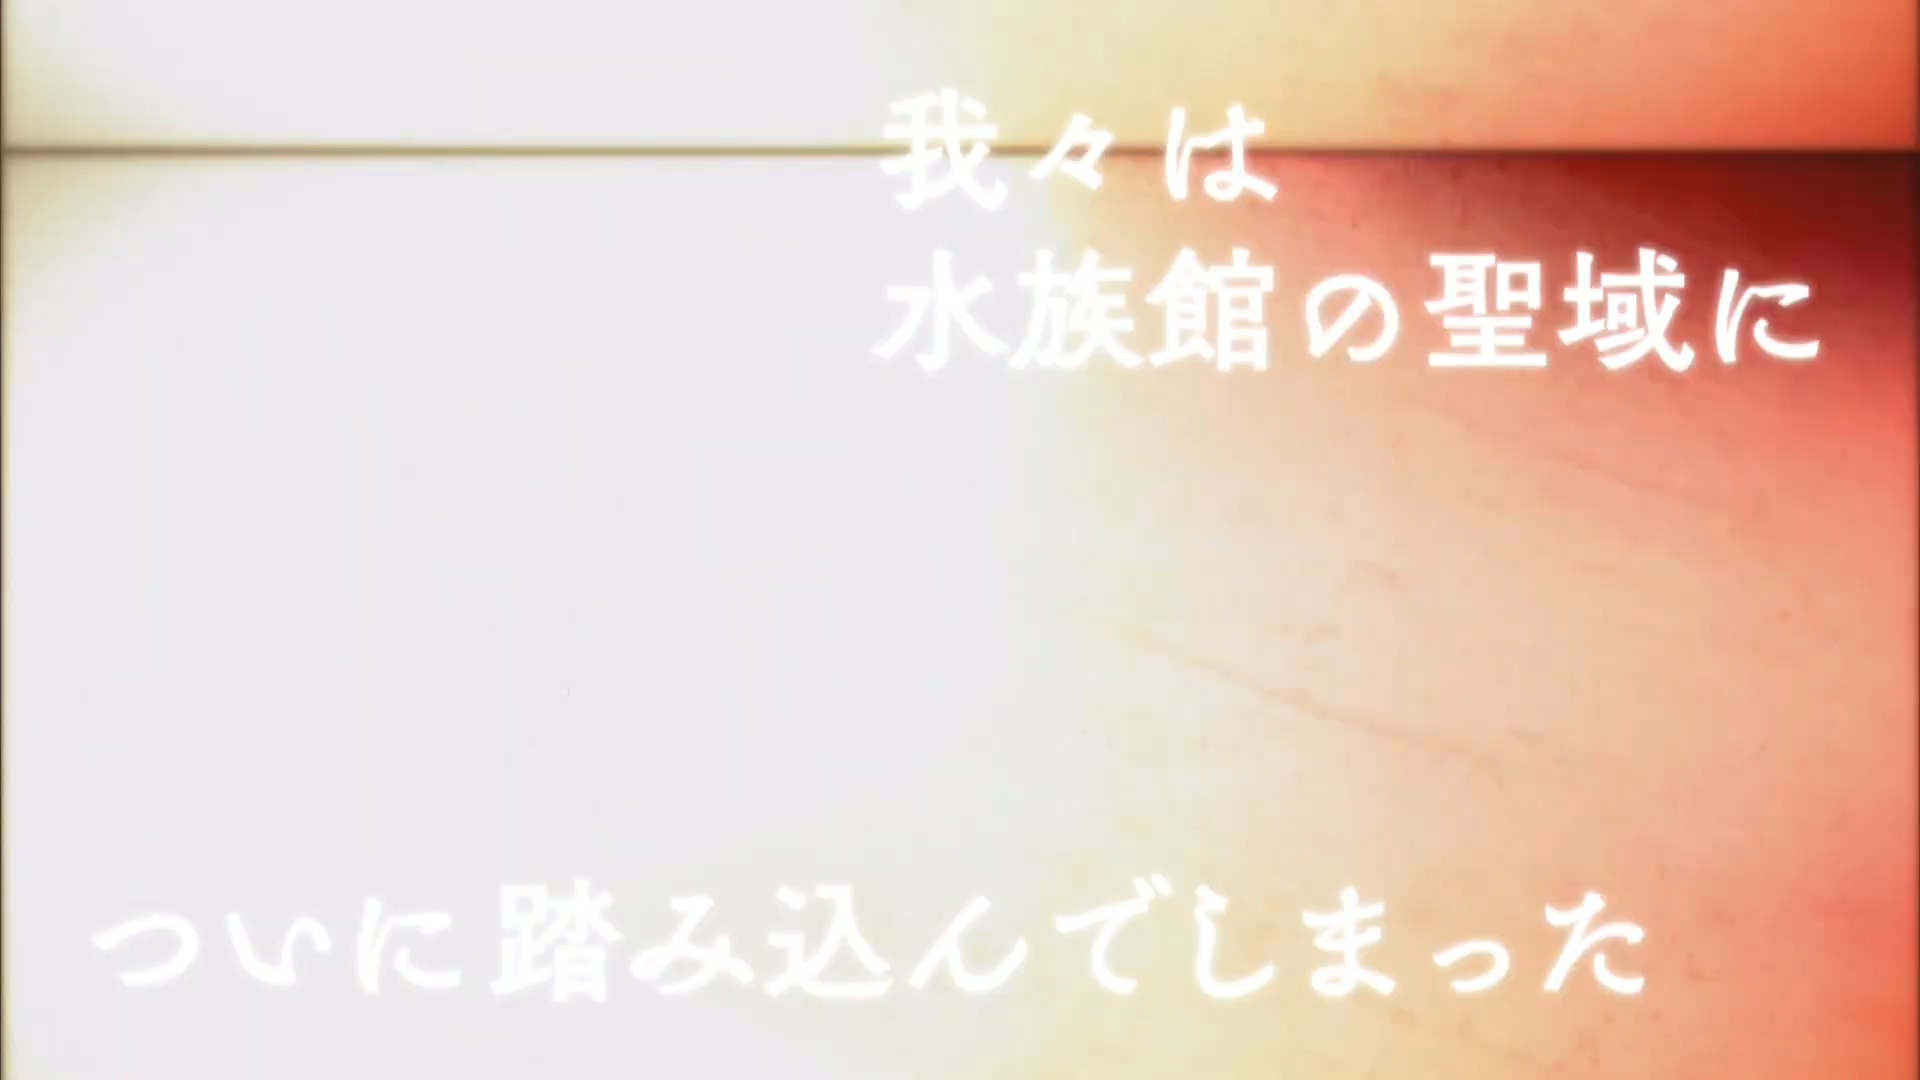 我々は
水族館の聖域に
ついに踏み込んでしまった